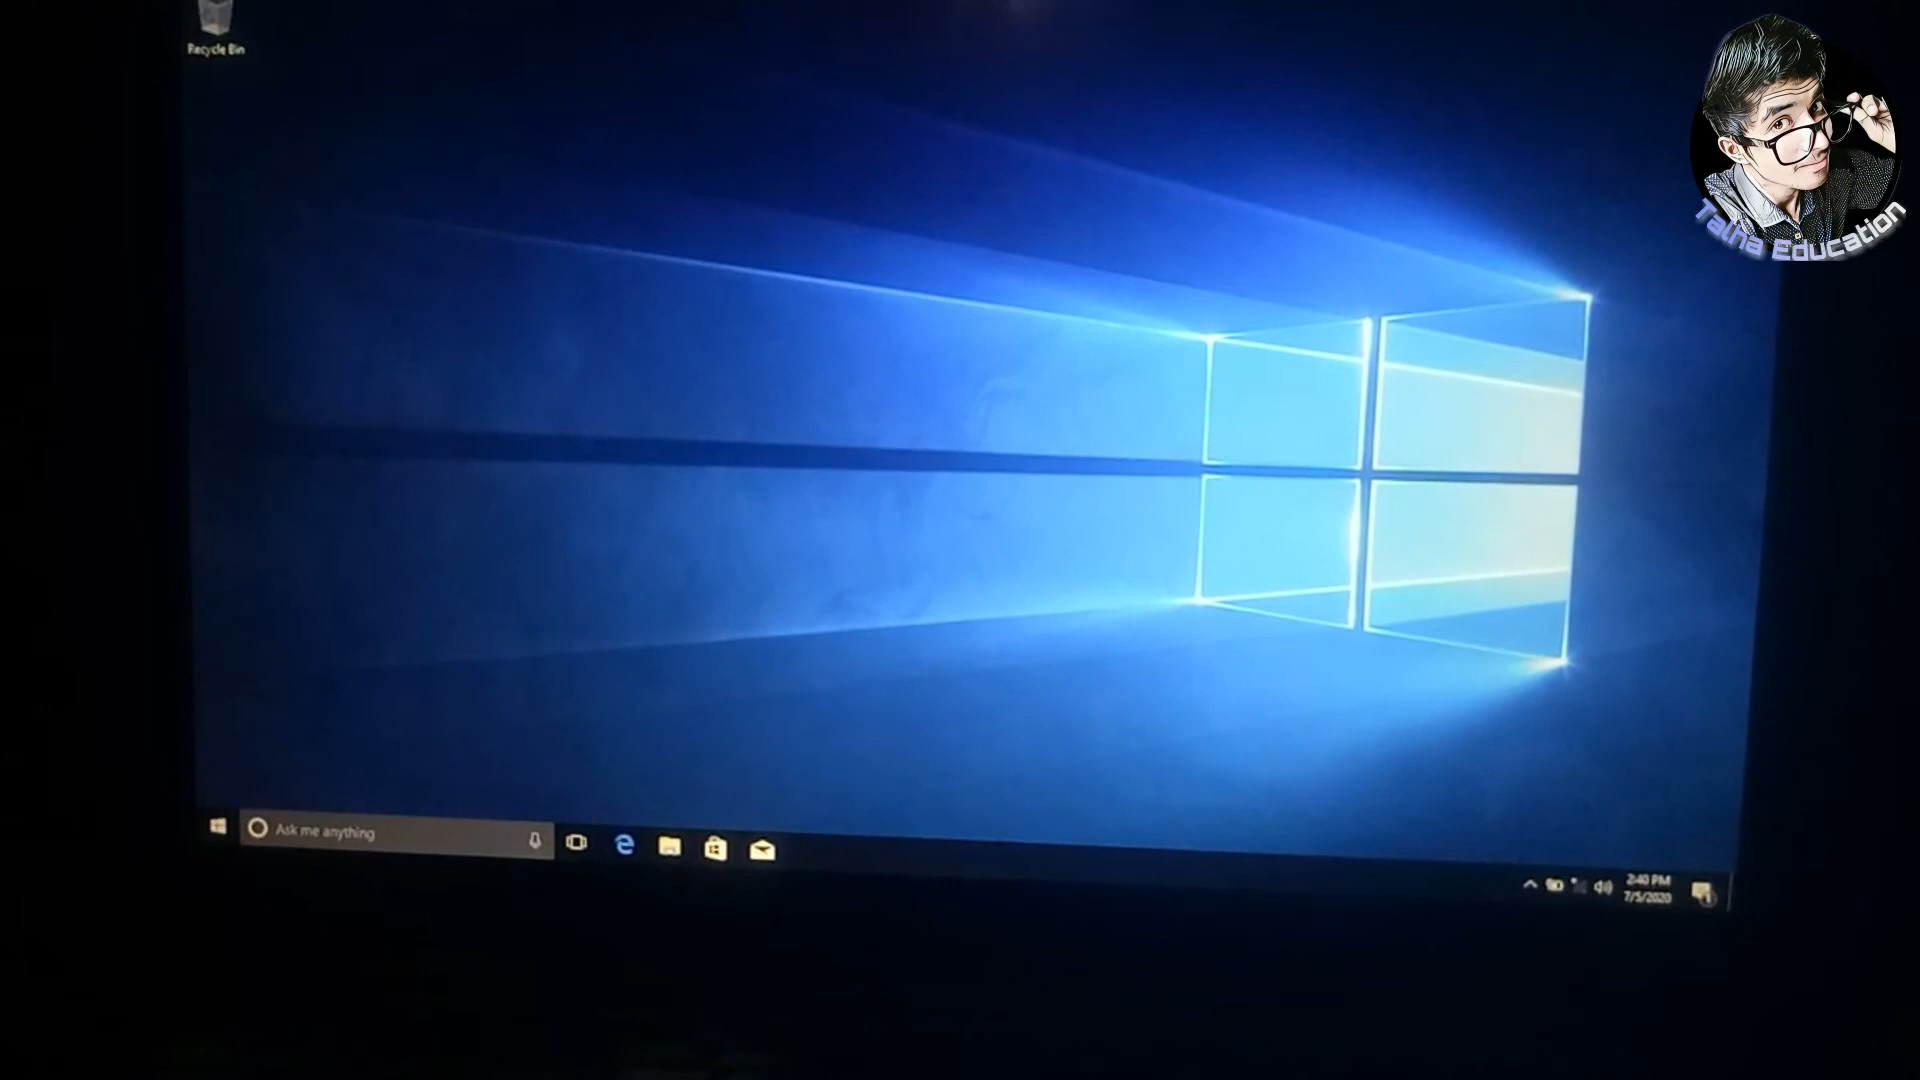 Recycle Bin
Talha Education
Ask me anything
2:40 PM
7/5/2020